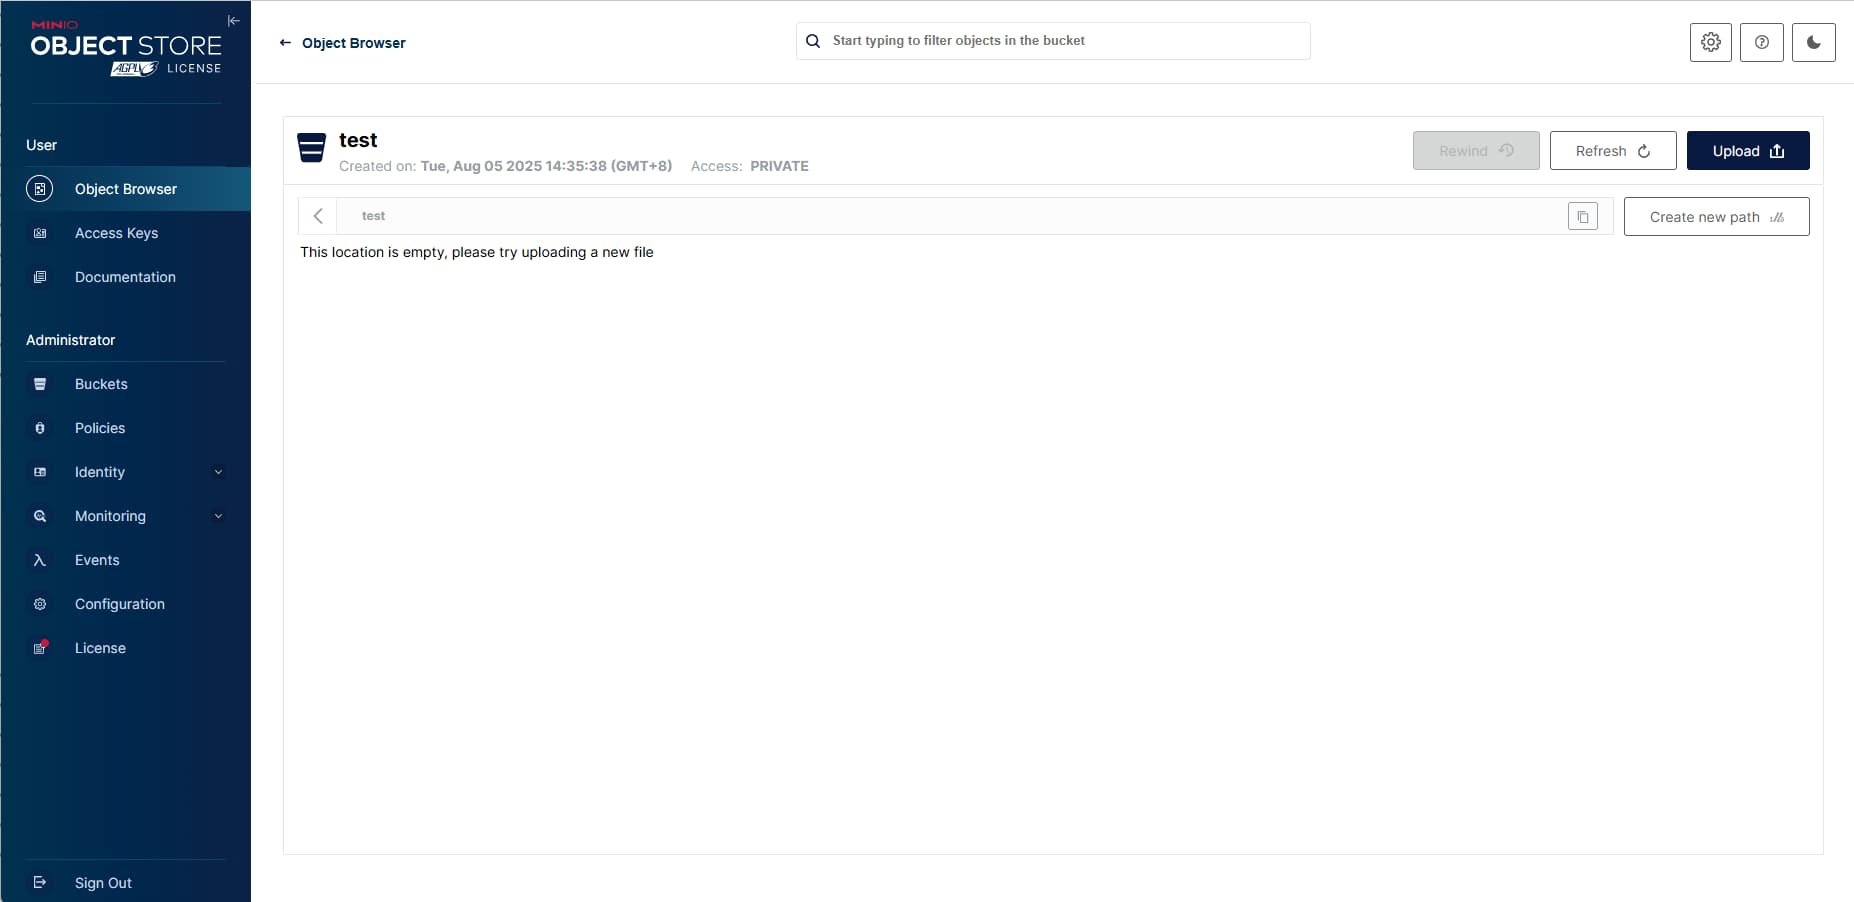 MINIO
OBJECT STORE
AGPLv3 LICENSE
User
Object Browser
Access Keys
Documentation
Administrator
Buckets
Policies
Identity
Monitoring
Events
Configuration
License
Sign Out
Object Browser
Start typing to filter objects in the bucket
test
Created on: Tue, Aug 05 2025 14:35:38 (GMT+8) Access: PRIVATE
Rewind Refresh Upload
test
Create new path
This location is empty, please try uploading a new file